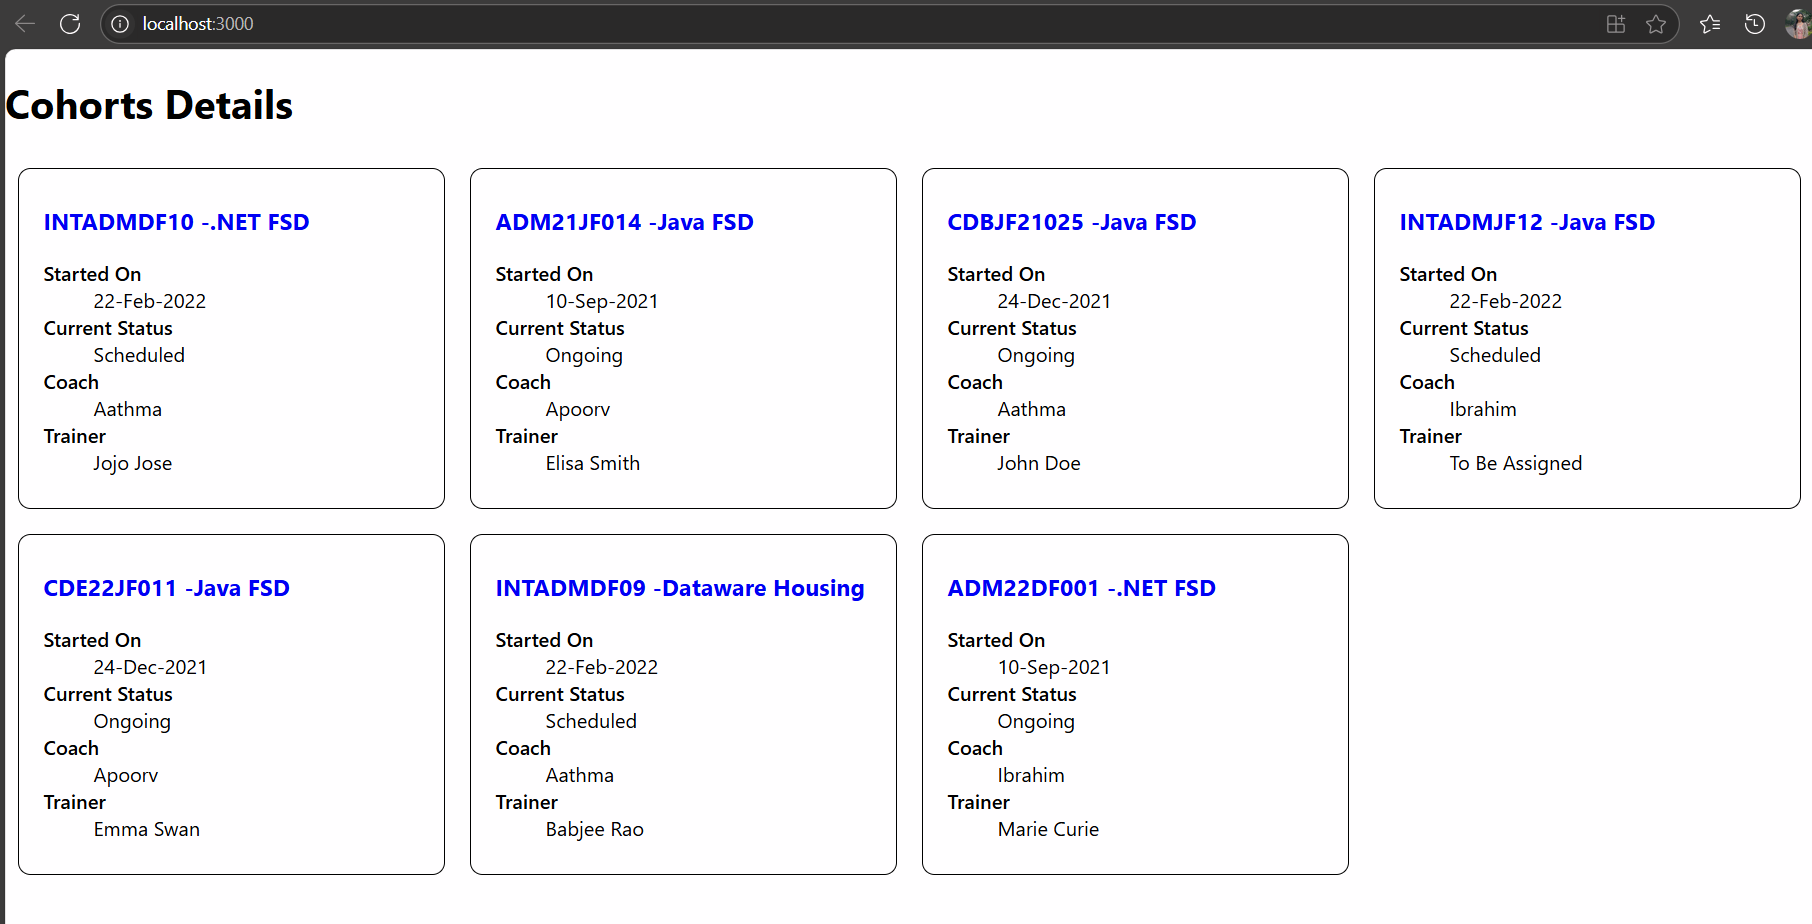 localhost:3000
Cohorts Details
INTADMDF10 -.NET FSD
Started On
22-Feb-2022
Current Status
Scheduled
Coach
Aathma
Trainer
Jojo Jose
ADM21JF014 -Java FSD
Started On
10-Sep-2021
Current Status
Ongoing
Coach
Apoorv
Trainer
Elisa Smith
CDBJF21025 -Java FSD
Started On
24-Dec-2021
Current Status
Ongoing
Coach
Aathma
Trainer
John Doe
INTADMJF12 -Java FSD
Started On
22-Feb-2022
Current Status
Scheduled
Coach
Ibrahim
Trainer
To Be Assigned
CDE22JF011 -Java FSD
Started On
24-Dec-2021
Current Status
Ongoing
Coach
Apoorv
Trainer
Emma Swan
INTADMDF09 -Dataware Housing
Started On
22-Feb-2022
Current Status
Scheduled
Coach
Aathma
Trainer
Babjee Rao
ADM22DF001 -.NET FSD
Started On
10-Sep-2021
Current Status
Ongoing
Coach
Ibrahim
Trainer
Marie Curie